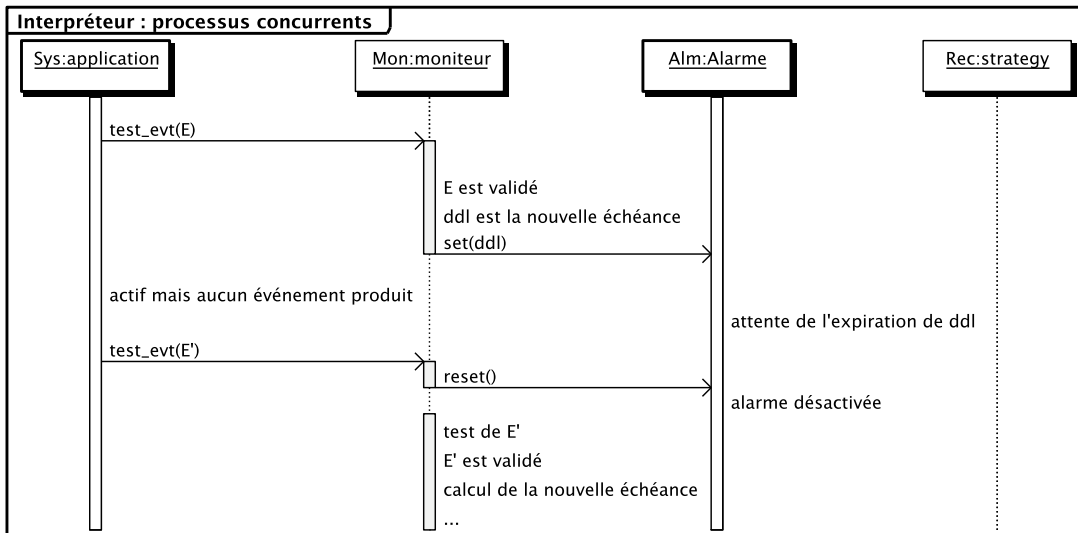 Interpréteur : processus concurrents
Sys:application
Mon:moniteur
Alm:Alarme
Rec:strategy
test_evt(E)
E est validé
ddl est la nouvelle échéance
set(ddl)
actif mais aucun événement produit
attente de l'expiration de ddl
test_evt(E')
reset()
alarme désactivée
test de E'
E' est validé
calcul de la nouvelle échéance
...